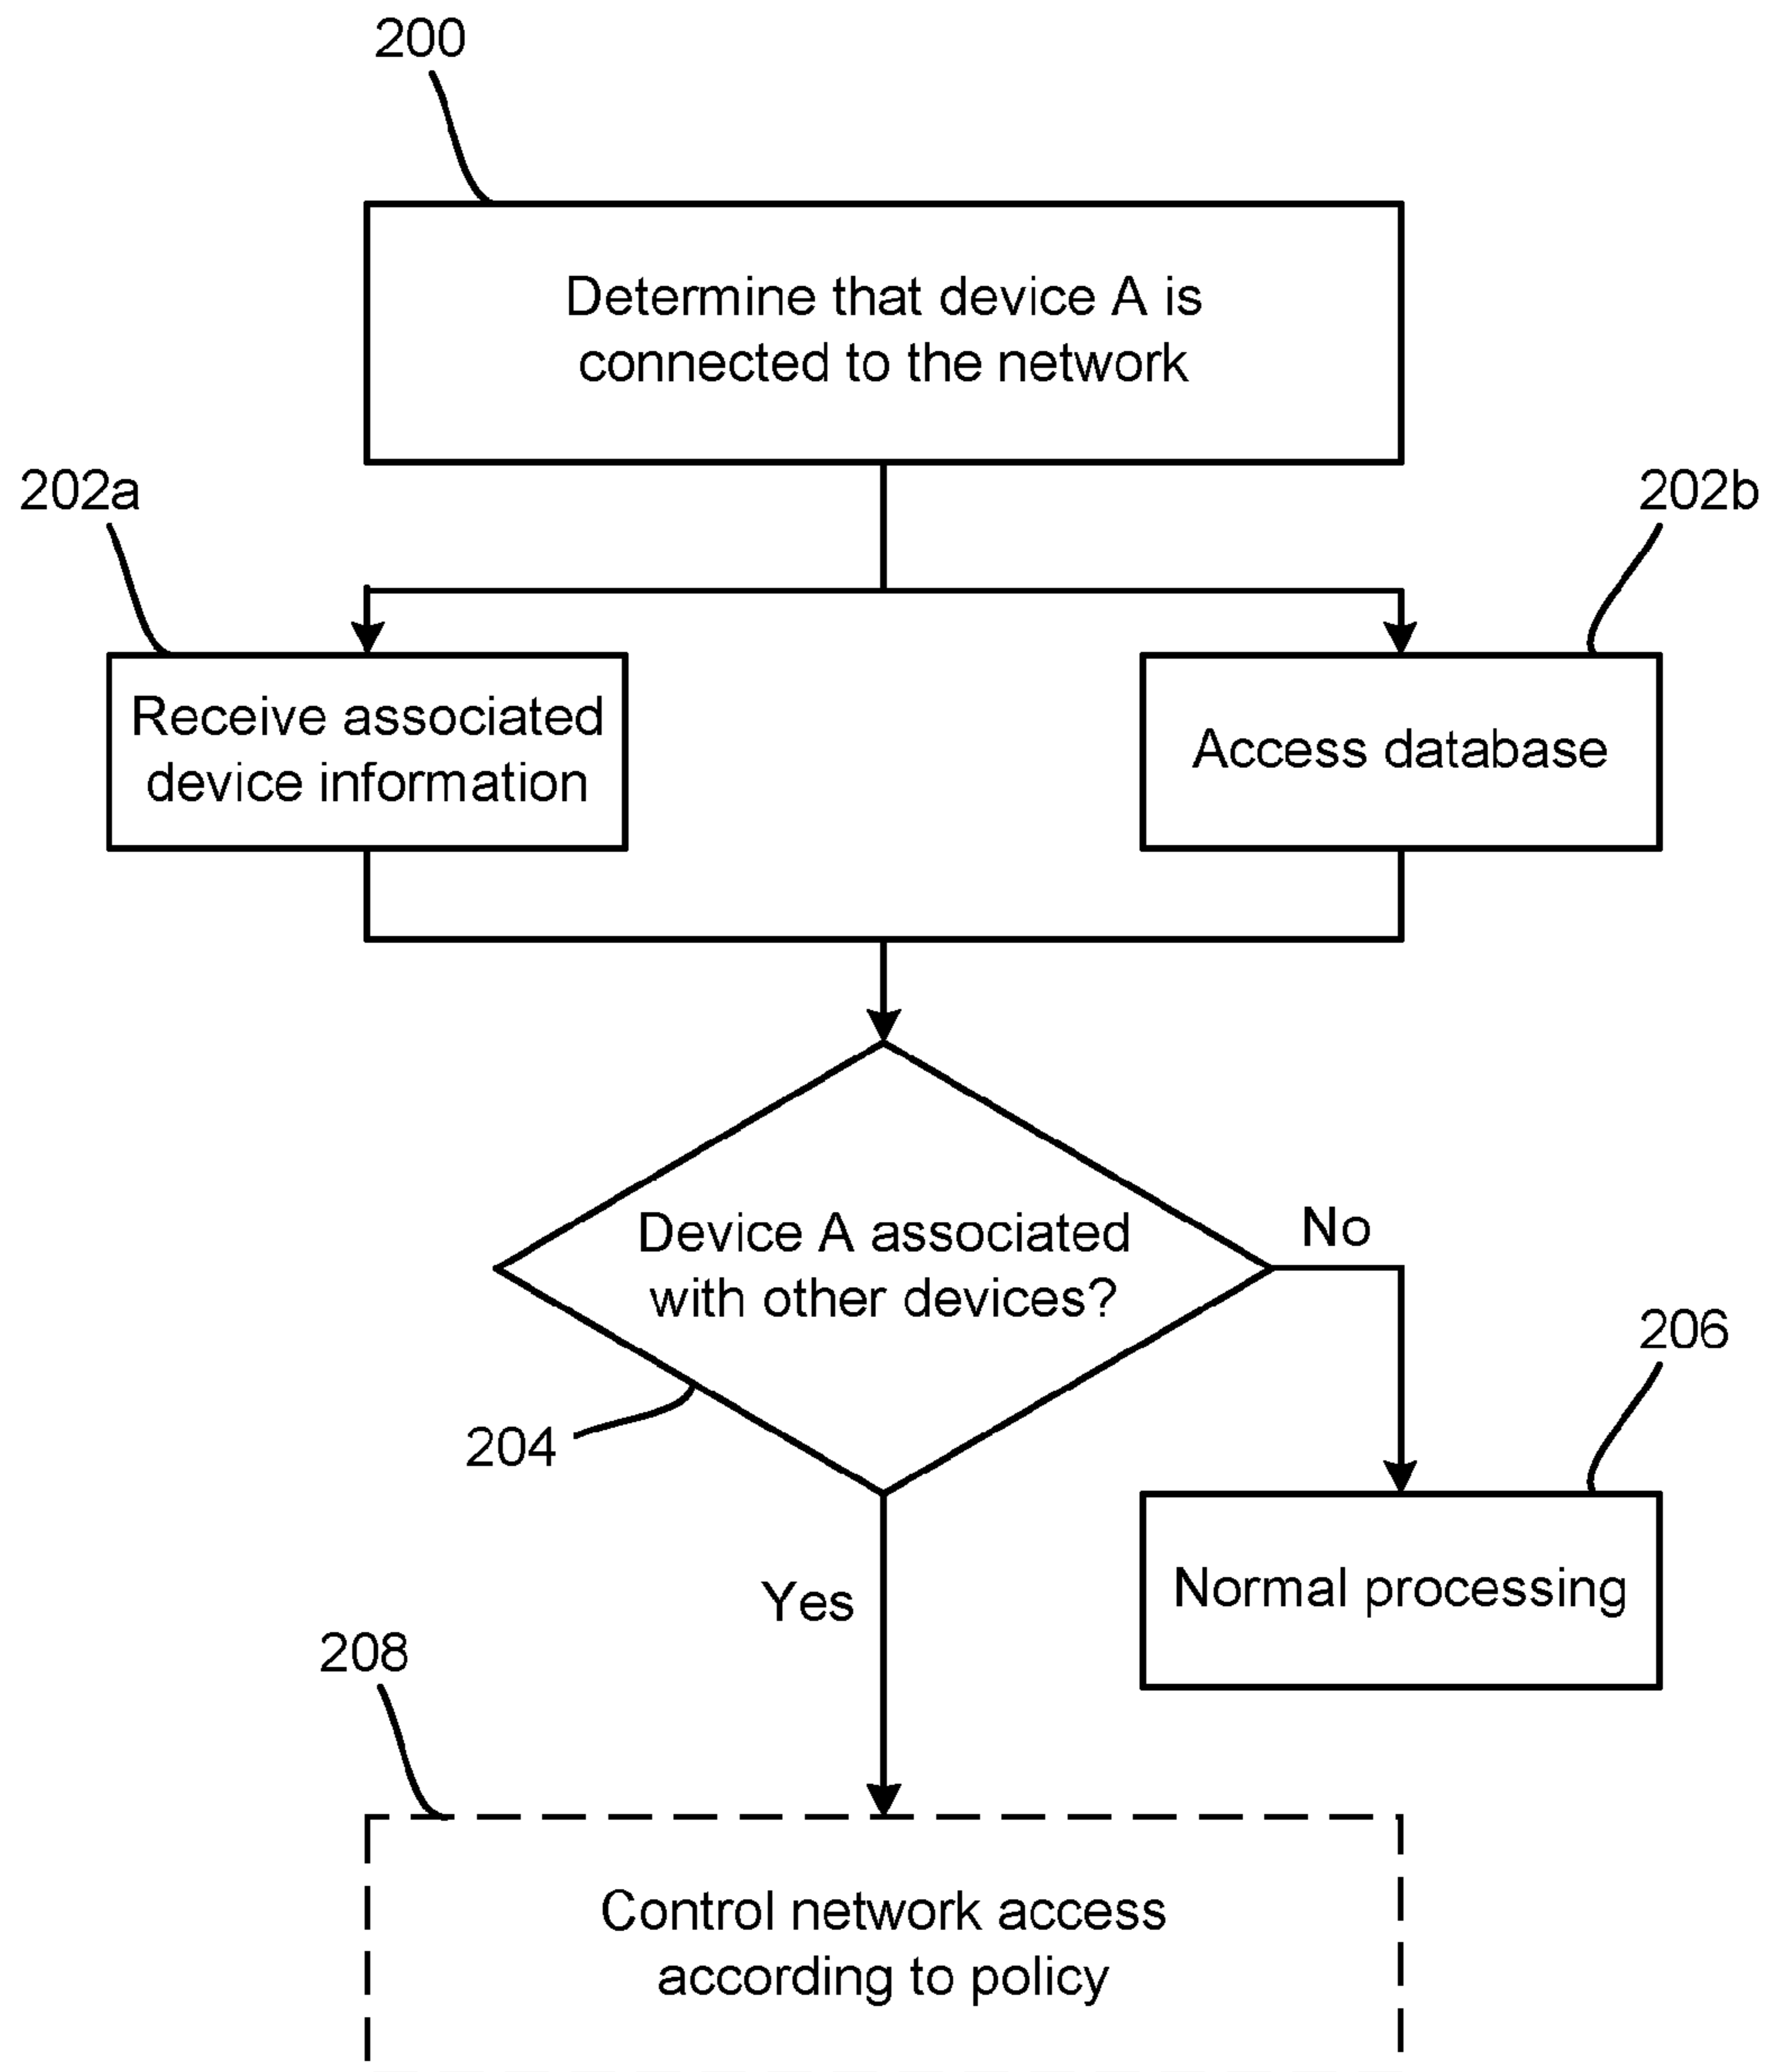 200
Determine that device A is
connected to the network
202a
202b
Receive associated
device information
Access database
Device A associated
with other devices?
No
204
206
Yes
Normal processing
208
Control network access
according to policy